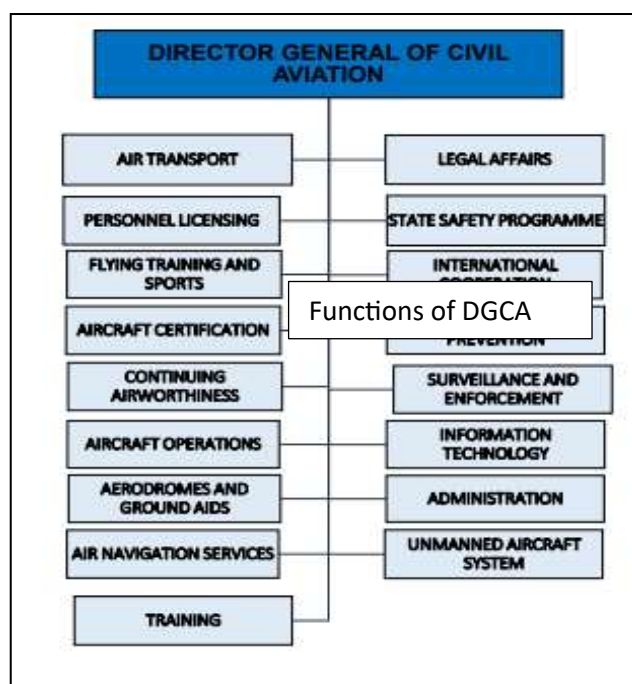 DIRECTOR GENERAL OF CIVIL
AVIATION
AIR TRANSPORT
LEGAL AFFAIRS
PERSONNEL LICENSING
STATE SAFETY PROGRAMME
FLYING TRAINING AND
SPORTS
INTERNATIONAL
Functions of DGCA
AIRCRAFT CERTIFICATION
PREVENTION
CONTINUING
AIRWORTHINESS
SURVEILLANCE AND
ENFORCEMENT
AIRCRAFT OPERATIONS
INFORMATION
TECHNOLOGY
AERODROMES AND
GROUND AIDS
ADMINISTRATION
AIR NAVIGATION SERVICES
UNMANNED AIRCRAFT
SYSTEM
TRAINING